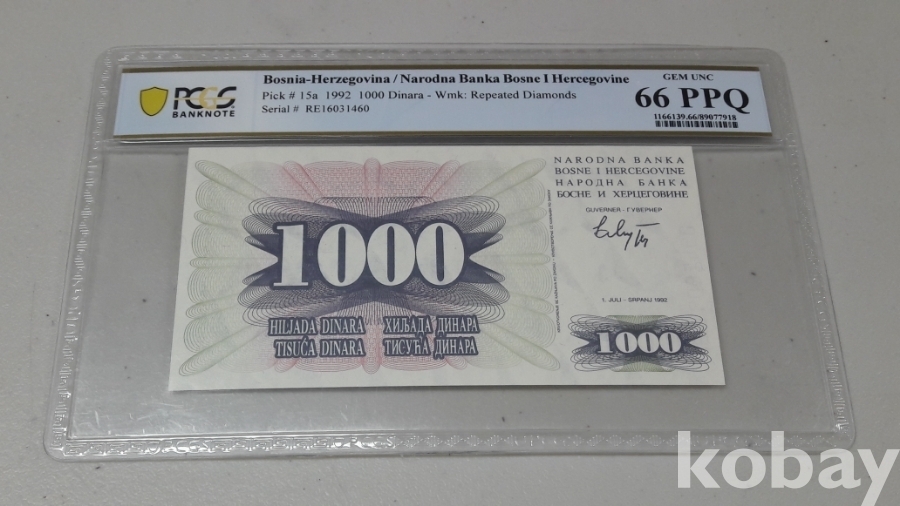 PCGS
BANKNOTE
Bosnia-Herzegovina / Narodna Banka Bosne I Hercegovine
Pick # 15a 1992 1000 Dinara - Wmk: Repeated Diamonds
Serial # RE16031460
GEM UNC
66 PPQ
1166139.66/89077918
1000
HILJADA DINARA
TISUĆA DINARA
ХИЉАДА ДИНАРА
ТИСУЋА ДИНАРА
NARODNA BANKA
BOSNE I HERCEGOVINE
НАРОДНА БАНКА
БОСНЕ И ХЕРЦЕГОВИНЕ
GUVERNER - ГУВЕРНЕР
1. JULI - SRPANJ 1992
1000
kobay